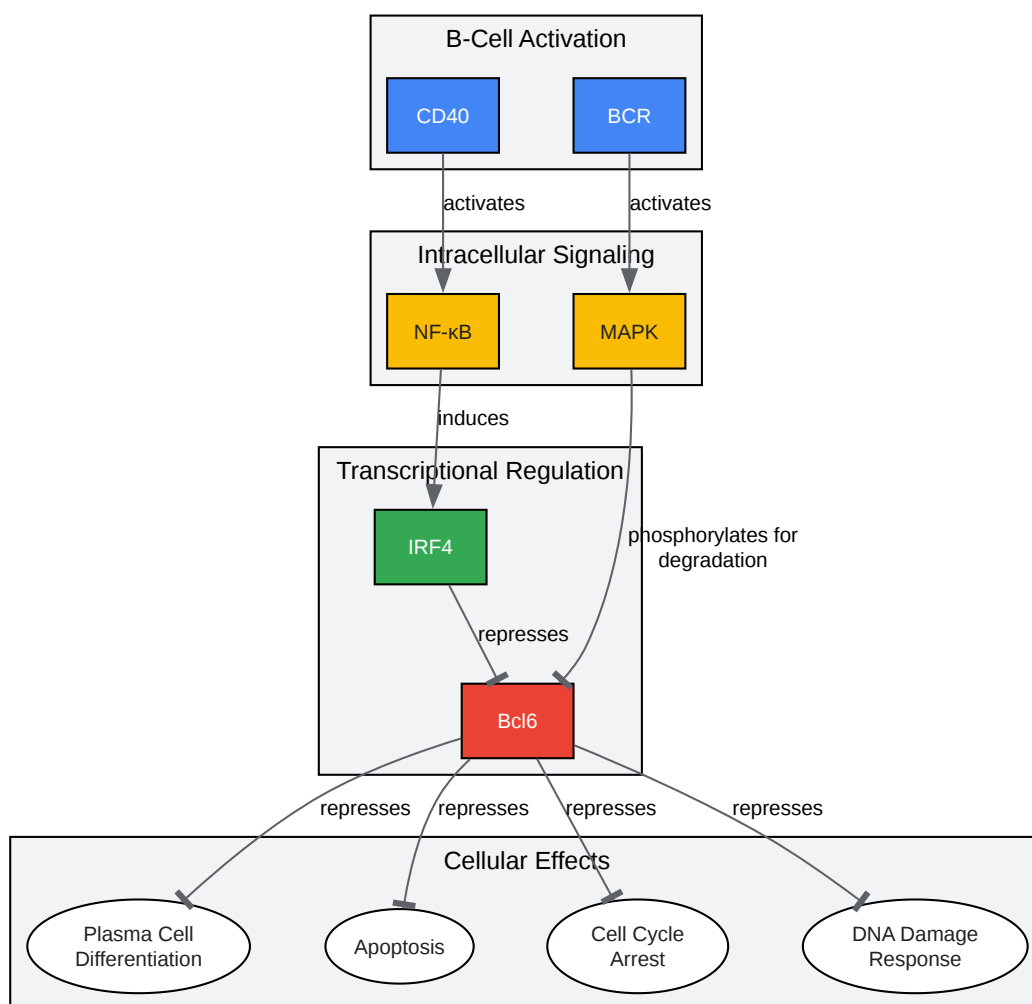 B-Cell Activation
CD40
BCR
activates
activates
Intracellular Signaling
NF-κB
MAPK
induces
Transcriptional Regulation
IRF4
phosphorylates for
degradation
represses
Bcl6
represses
represses
represses
represses
Cellular Effects
Plasma Cell
Differentiation
Apoptosis
Cell Cycle
Arrest
DNA Damage
Response